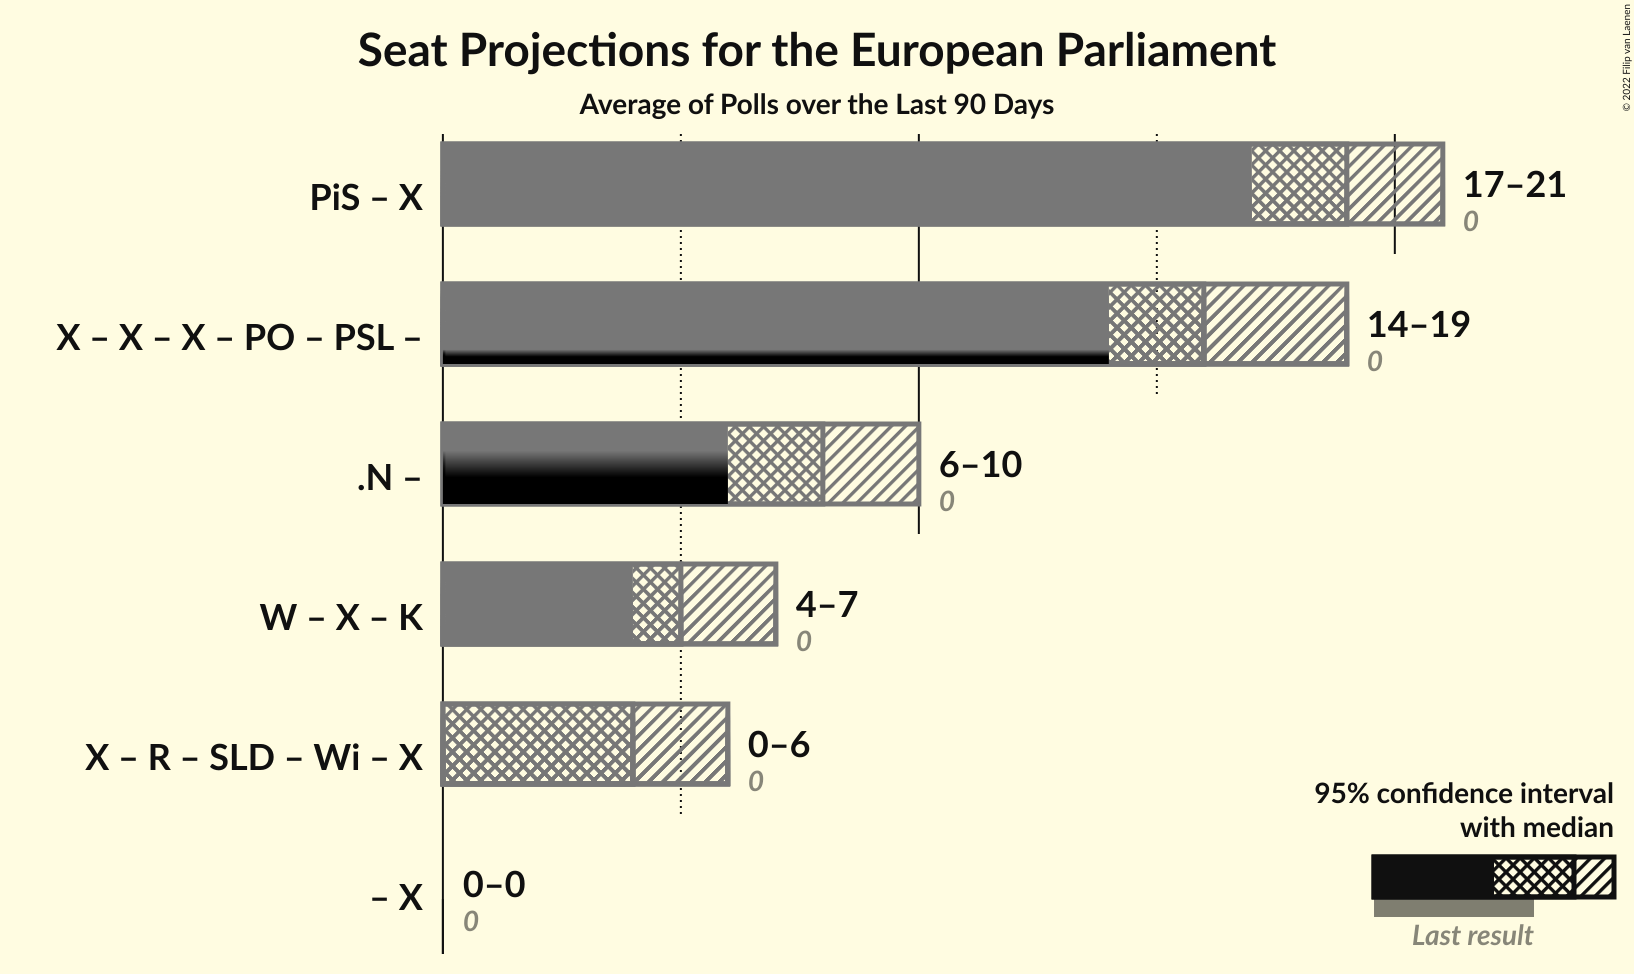 Seat Projections for the European Parliament
Average of Polls over the Last 90 Days
© 2022 Filip van Laenen
PiS – X
17–21
0
X – X – X – PO – PSL –
14–19
0
.N –
6–10
0
W – X – K
4–7
0
X – R – SLD – Wi – X
0–6
0
– X
0–0
0
95% confidence interval
with median
Last result